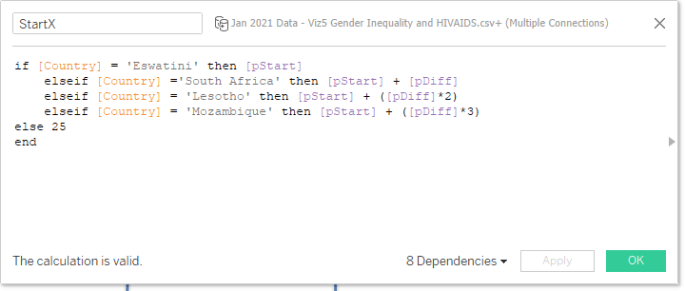 StartX
Jan 2021 Data - Viz5 Gender Inequality and HIVAIDS.csv+ (Multiple Connections)
if [Country] = 'Eswatini' then [pStart]
elseif [Country] ='South Africa' then [pStart] + [pDiff]
elseif [Country] = 'Lesotho' then [pStart] + ([pDiff]*2)
elseif [Country] = 'Mozambique' then [pStart] + ([pDiff]*3)
else 25
end
The calculation is valid.
8 Dependencies
Apply
OK